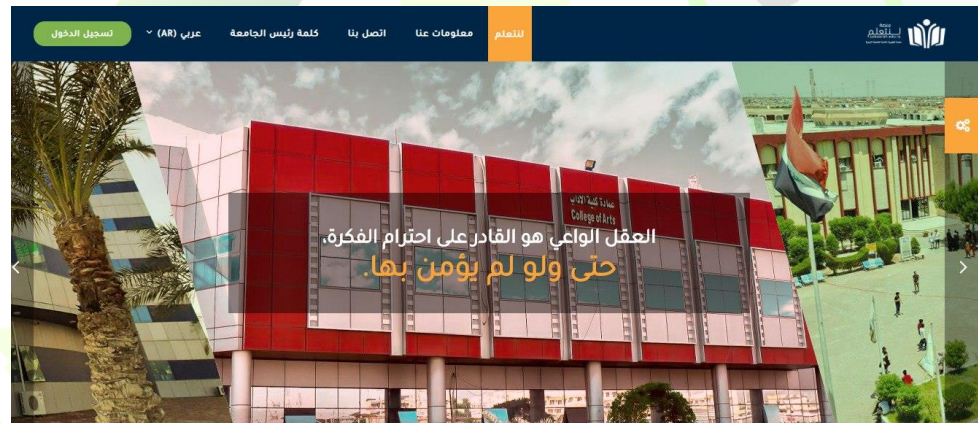 لنتعلم
لنتعلم
معلومات عنا
اتصل بنا
كلمة رئيس الجامعة
عربي (AR)
تسجيل الدخول
عمادة كلية الآداب
College of Arts
العقل الواعي هو القادر على احترام الفكرة،
حتى ولو لم يؤمن بها.